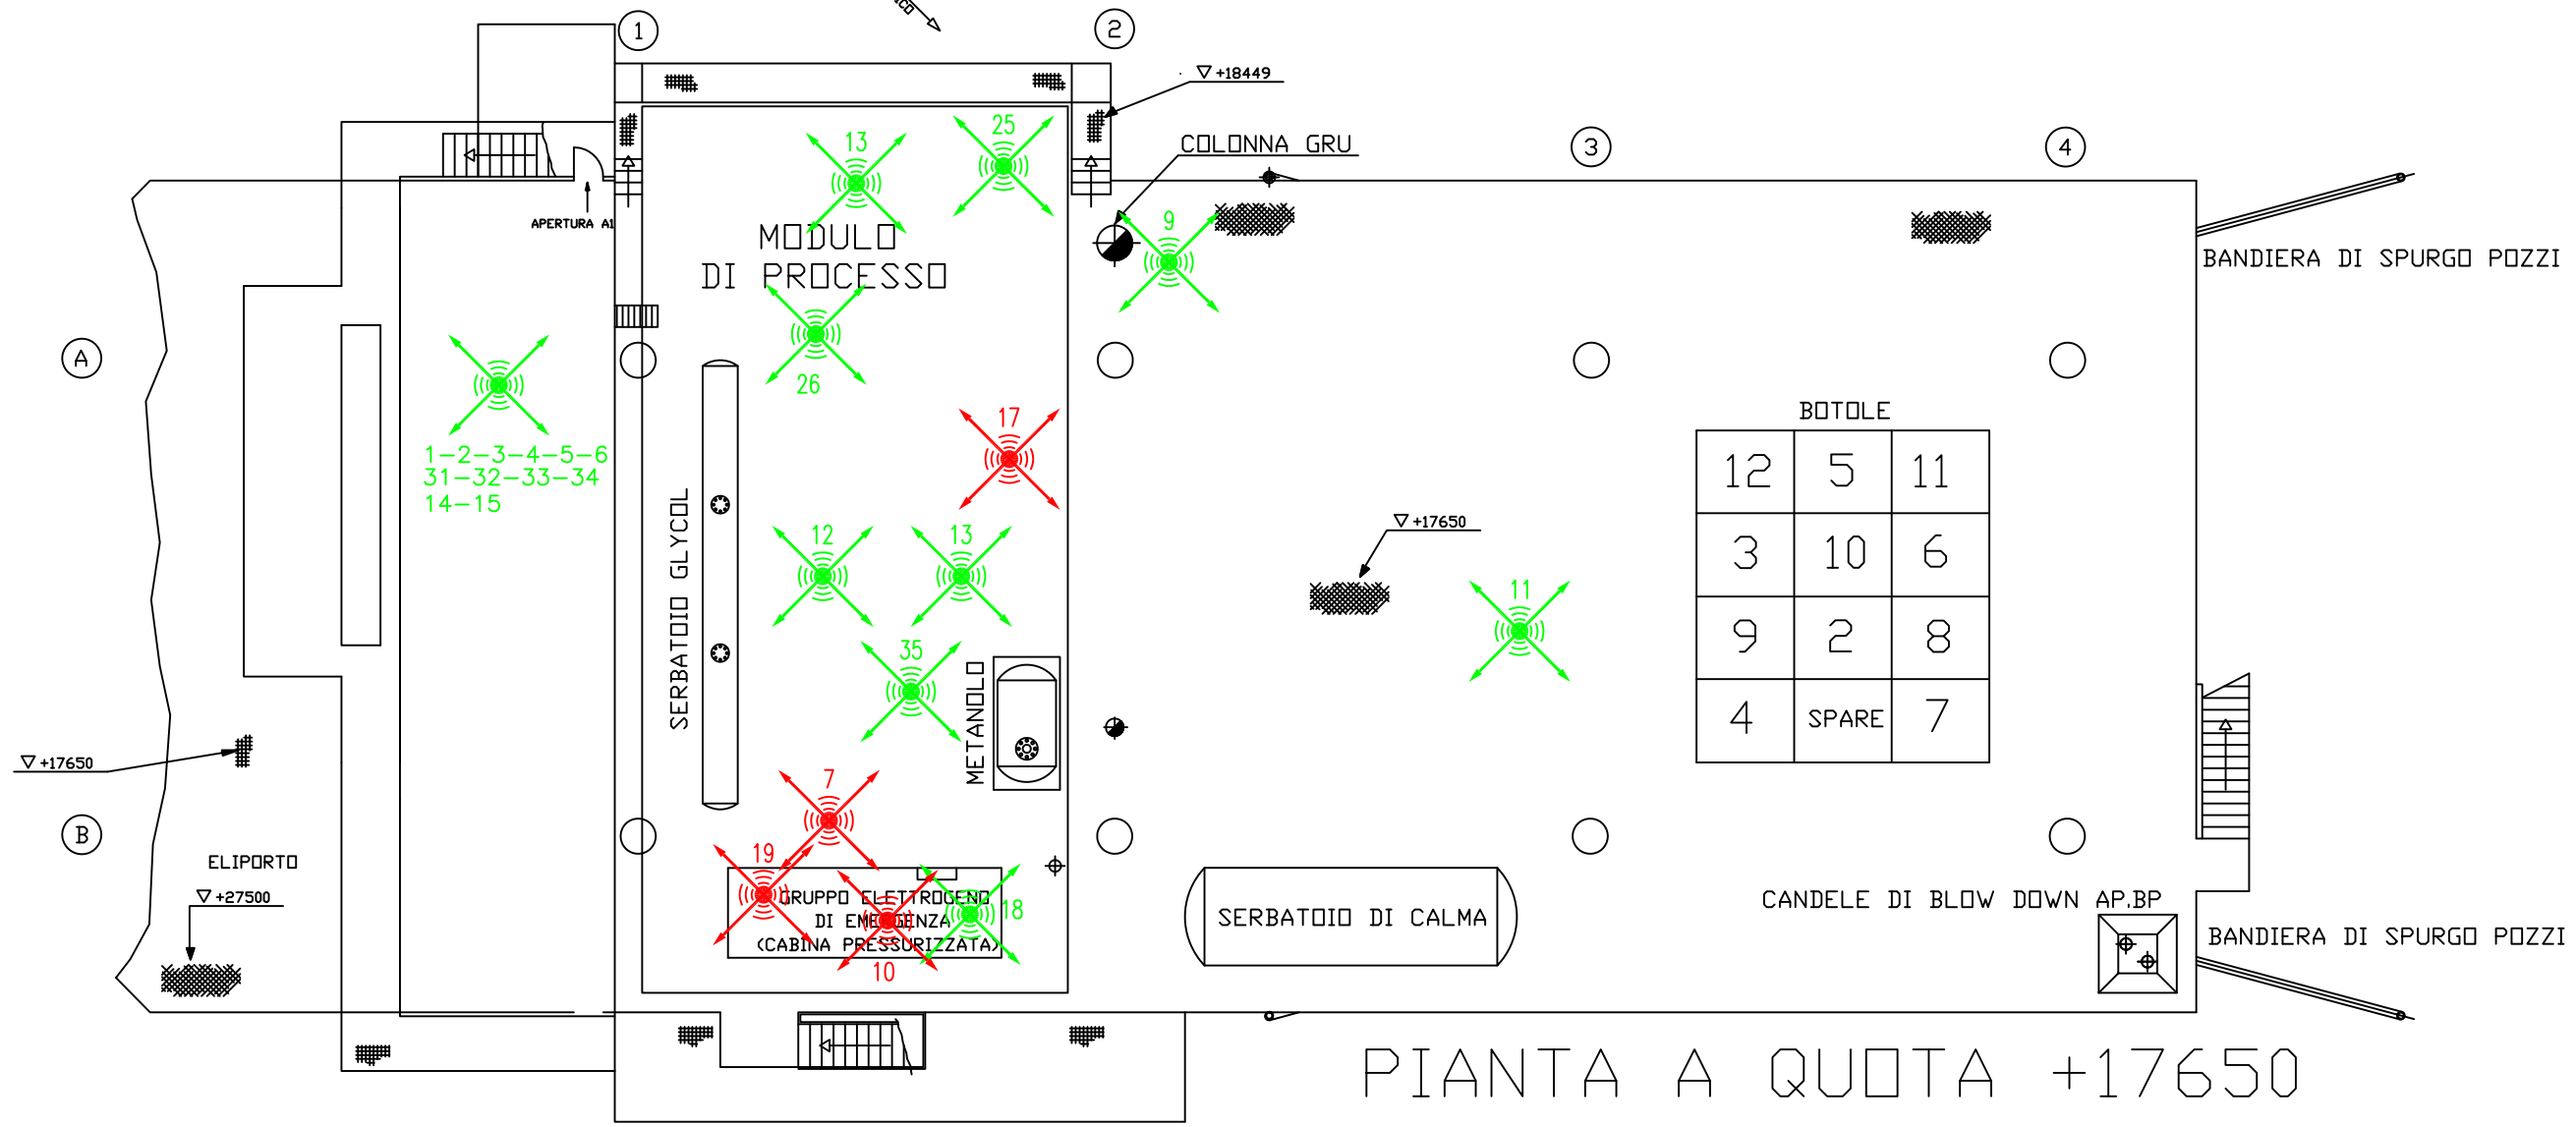 1
2
+18449
COLONNA GRU
3
4
13
25
APERTURA A1
9
MODULO
DI PROCESSO
BANDIERA DI SPURGO POZZI
A
26
1-2-3-4-5-6
31-32-33-34
14-15
17
BOTOLE
12 5 11
3 10 6
9 2 8
4 SPARE 7
+17650
SERBATOIO GLYCOL
12
13
11
35
METANOLO
+17650
7
B
19
ELIPORTO
+27500
GRUPPO ELETTROGENO
DI EMERGENZA
(CABINA PRESSURIZZATA)
18
10
SERBATOIO DI CALMA
CANDELE DI BLOW DOWN AP.BP
BANDIERA DI SPURGO POZZI
PIANTA A QUOTA +17650